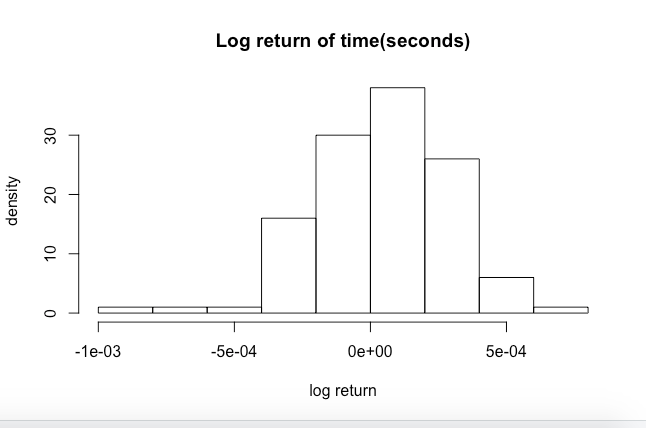 Log return of time(seconds)
density
30
20
10
0
-1e-03 -5e-04 0e+00 5e-04
log return